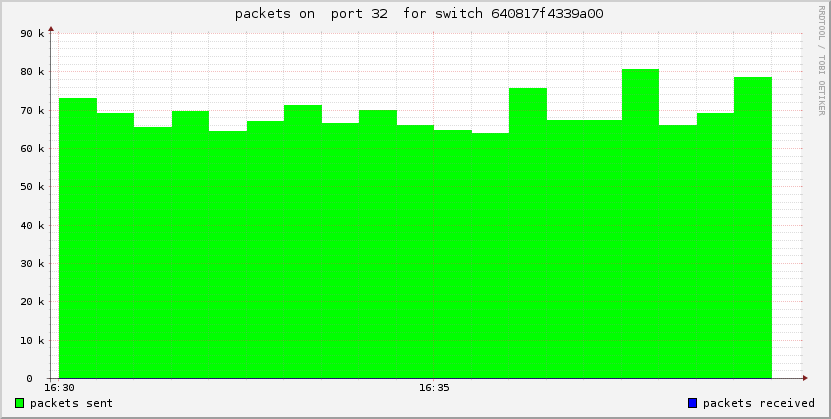 packets on  port 32  for switch 640817f4339a00
RRDTOOL / TOBI OETIKER
90 k
80 k
70 k
60 k
50 k
40 k
30 k
20 k
10 k
0
16:30 16:35
packets sent packets received